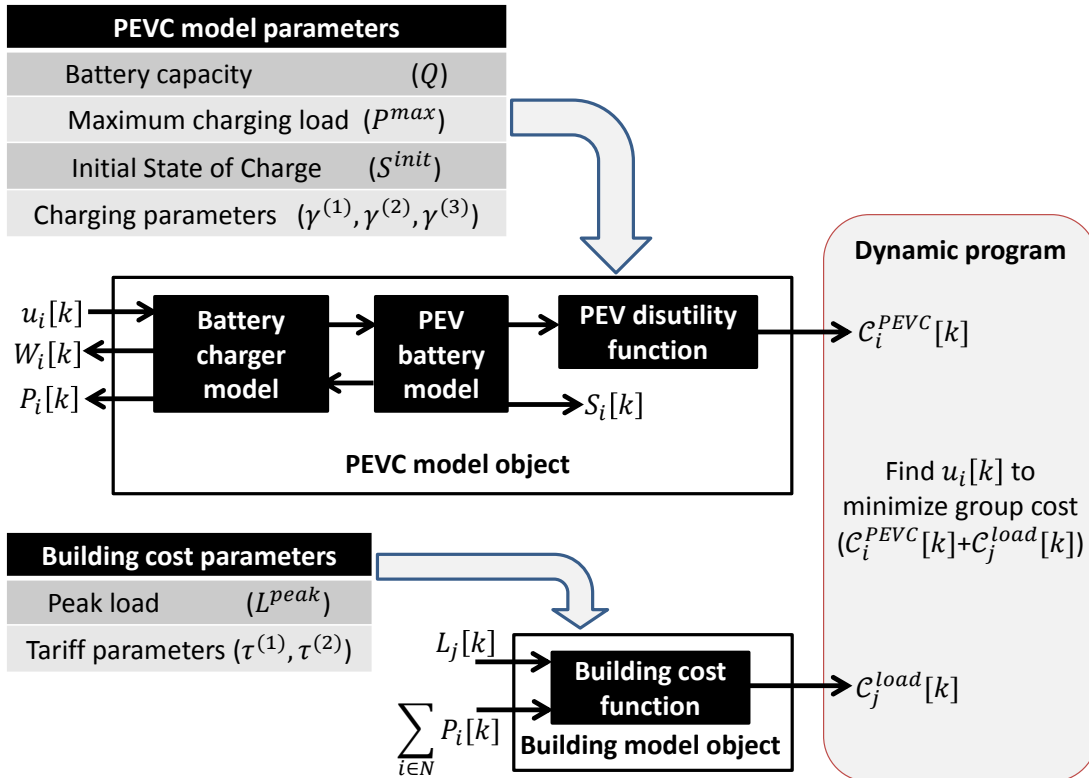 PEVC model parameters
Battery capacity (Q)
Maximum charging load (P^{max})
Initial State of Charge (S^{init})
Charging parameters (γ^{(1)}, γ^{(2)}, γ^{(3)})
Dynamic program
u_i[k]
W_i[k]
P_i[k]
Battery
charger
model
PEV
battery
model
PEV disutility
function
C_i^{PEVC}[k]
S_i[k]
PEVC model object
Find u_i[k] to
minimize group cost
(C_i^{PEVC}[k]+C_j^{load}[k])
Building cost parameters
Peak load (L^{peak})
Tariff parameters (τ^{(1)}, τ^{(2)})
L_j[k]
∑_{i∈N} P_i[k]
Building cost
function
C_j^{load}[k]
Building model object